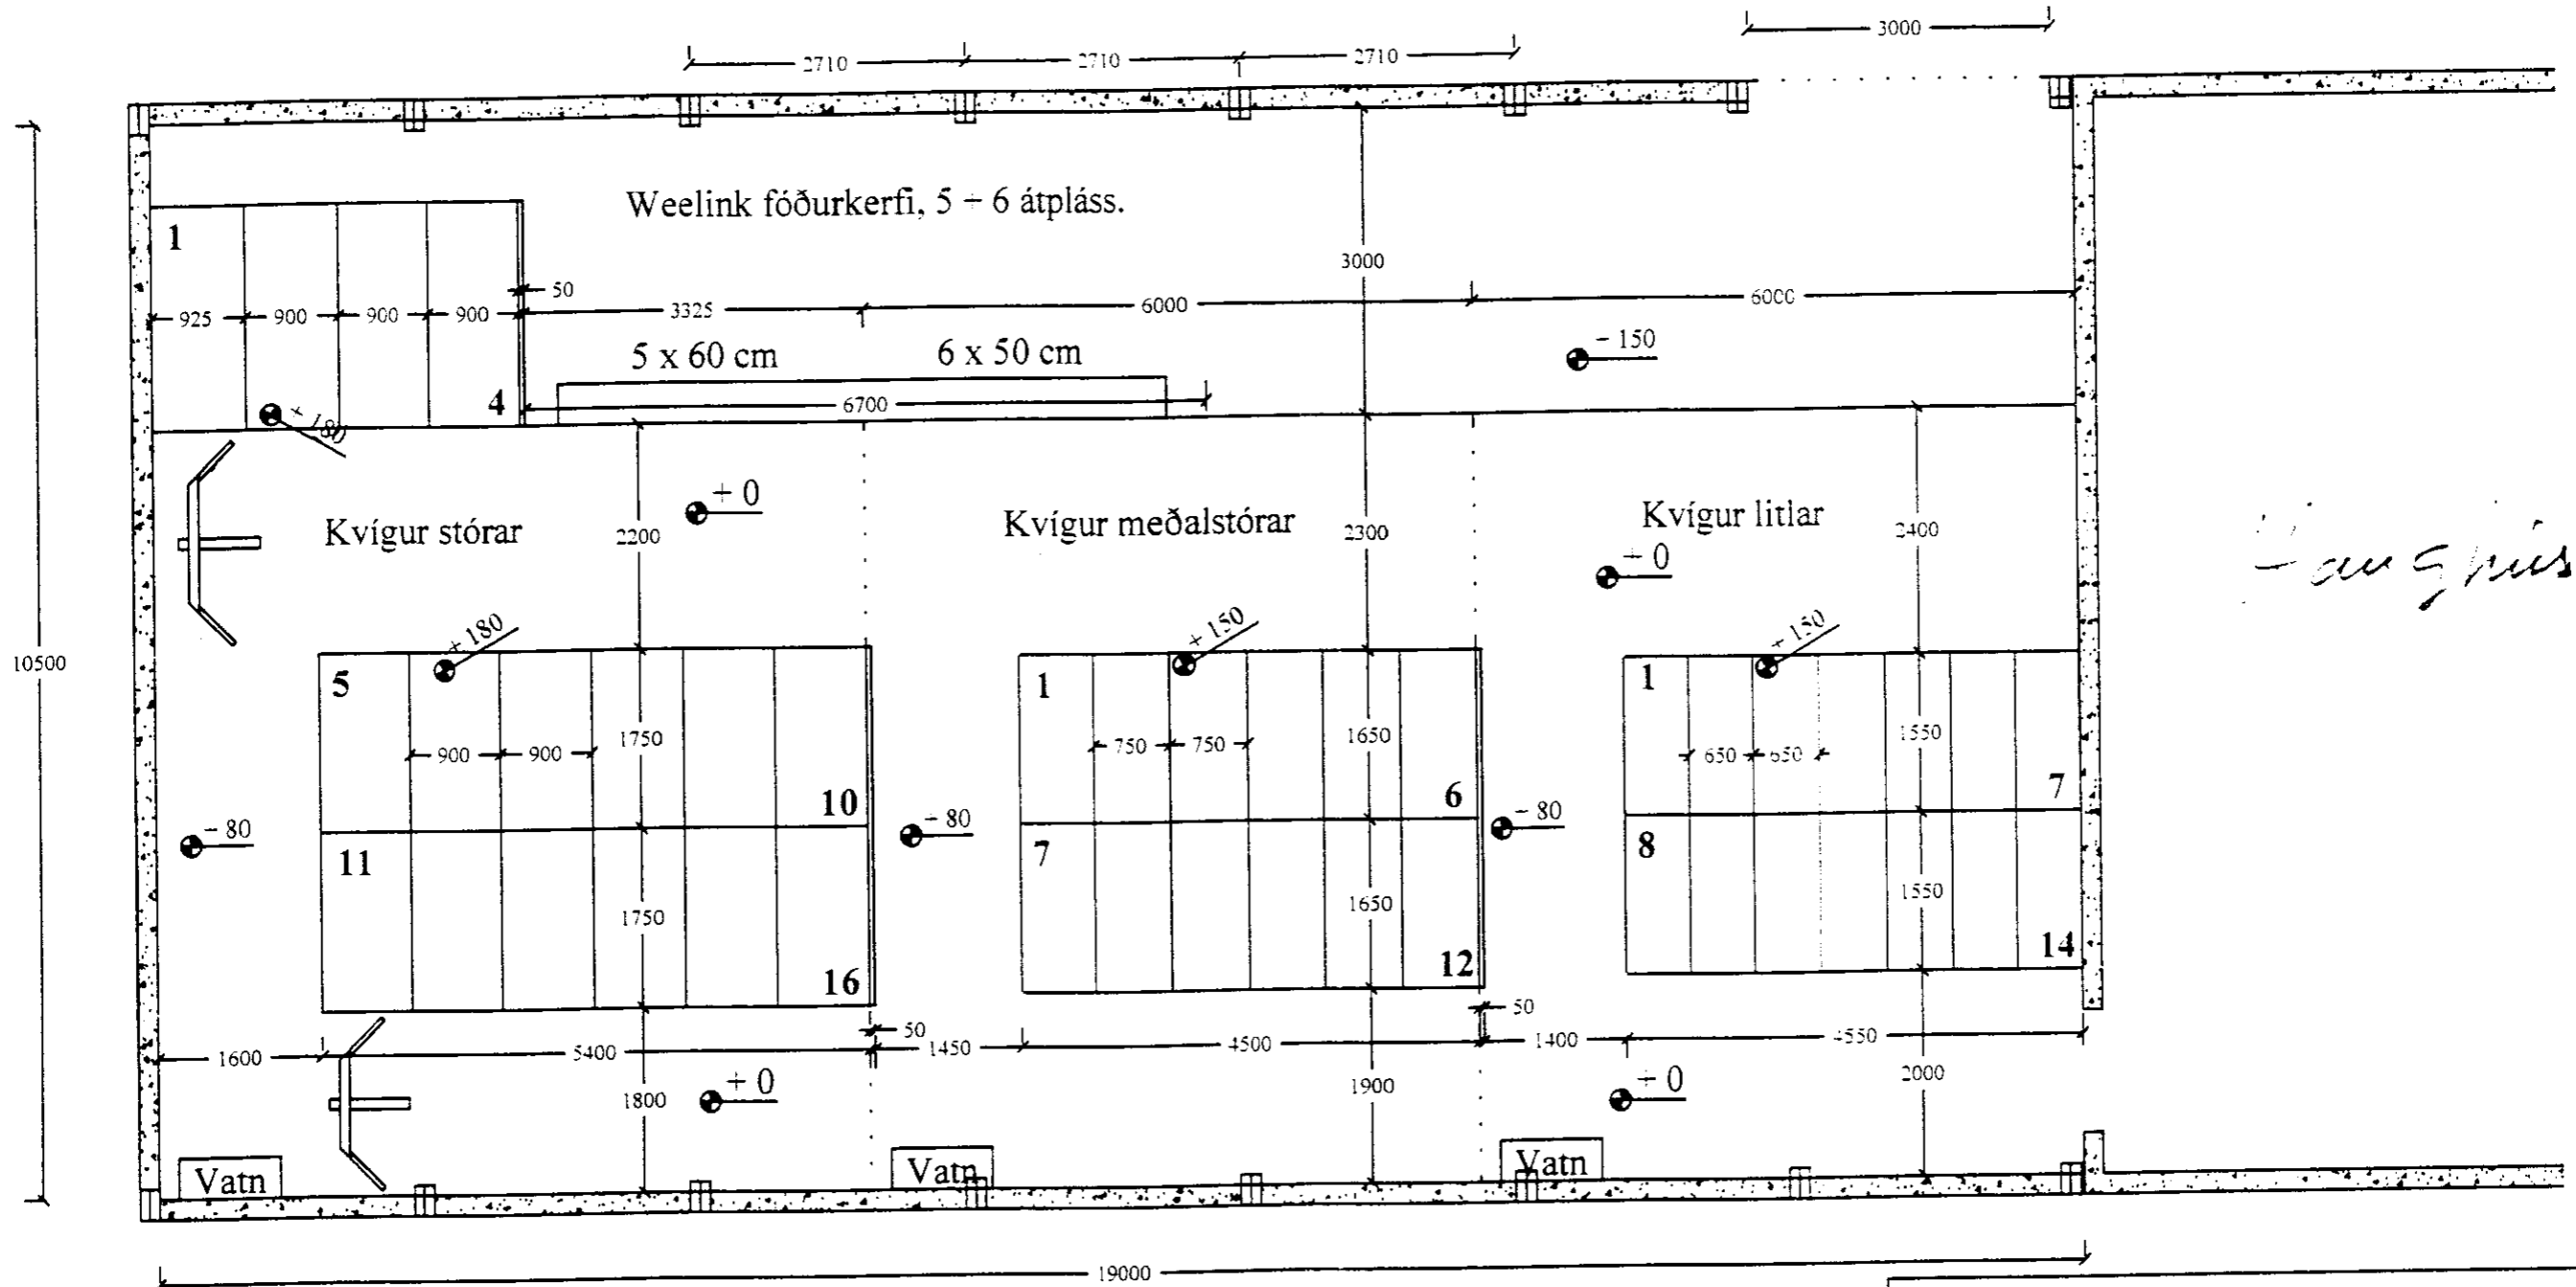 3000
2710 2710 2710
Weelink fóðurkerfi, 5 + 6 átpláss.
1
3000
50
925 900 900 900 3325 6000 6000
5 x 60 cm 6 x 50 cm
- 150
4 6700
+ 180
+ 0
Kvígur stórar 2200 Kvígur meðalstórar 2300 Kvígur litlar 2400
+ 0
10500
+ 180 + 150 + 150
5 1 1
1750 1650 1550
900 900 750 750 650 650
10 6 7
- 80 - 80 - 80
11 7 8
1750 1650 1550
16 12 14
50 50
1600 5400 1450 4500 1400 4550
+ 0 + 0
1800 1900 2000
Vatn Vatn Vatn
19000